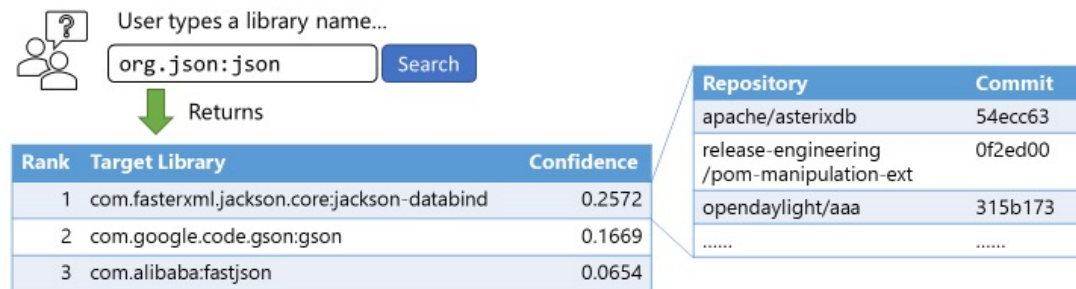 ?
User types a library name...
org.json:json
Search
Returns
Rank Target Library Confidence
1 com.fasterxml.jackson.core:jackson-databind 0.2572
2 com.google.code.gson:gson 0.1669
3 com.alibaba:fastjson 0.0654
Repository Commit
apache/asterixdb 54ecc63
release-engineering 0f2ed00
/pom-manipulation-ext
opendaylight/aaa 315b173
...... ......